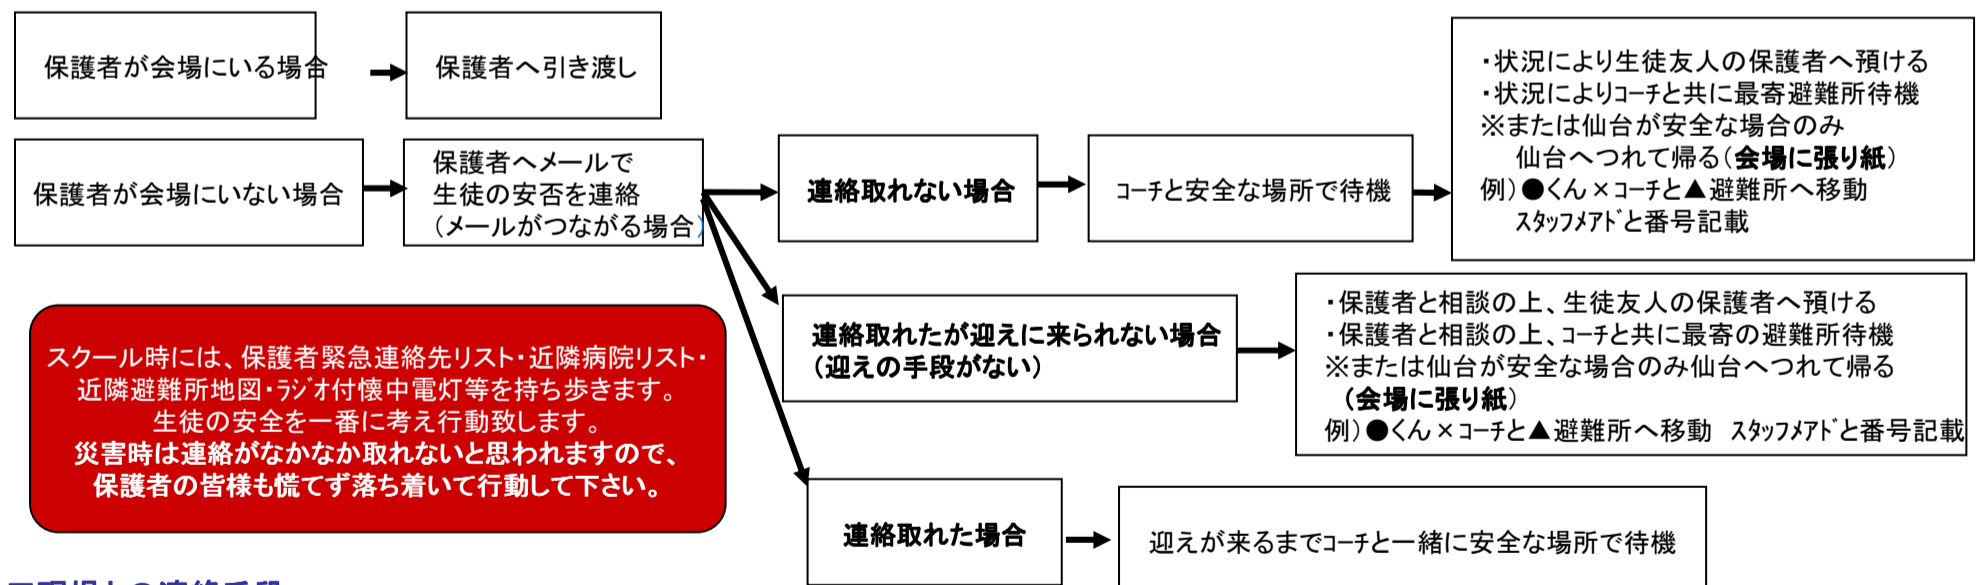 保護者が会場にいる場合
保護者へ引き渡し
保護者が会場にいない場合
保護者へメールで
生徒の安否を連絡
（メールがつながる場合）
連絡取れない場合
ｺｰﾁと安全な場所で待機
・状況により生徒友人の保護者へ預ける
・状況によりｺｰﾁと共に最寄避難所待機
※または仙台が安全な場合のみ
仙台へつれて帰る（会場に張り紙）
例）●くん×ｺｰﾁと▲避難所へ移動
ｽﾀｯﾌﾒｱﾄﾞと番号記載
連絡取れたが迎えに来られない場合
（迎えの手段がない）
・保護者と相談の上、生徒友人の保護者へ預ける
・保護者と相談の上、ｺｰﾁと共に最寄の避難所待機
※または仙台が安全な場合のみ仙台へつれて帰る
（会場に張り紙）
例）●くん×ｺｰﾁと▲避難所へ移動 ｽﾀｯﾌﾒｱﾄﾞと番号記載
連絡取れた場合
迎えが来るまでｺｰﾁと一緒に安全な場所で待機
スクール時には、保護者緊急連絡先リスト・近隣病院リスト・
近隣避難所地図・ﾗｼﾞｵ付懐中電灯等を持ち歩きます。
生徒の安全を一番に考え行動致します。
災害時は連絡がなかなか取れないと思われますので、
保護者の皆様も慌てず落ち着いて行動して下さい。